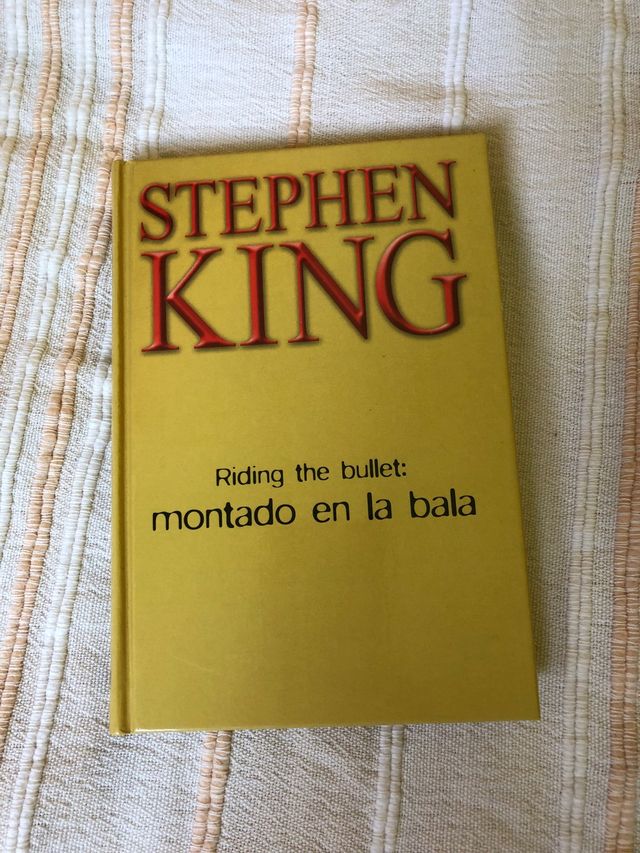 STEPHEN
KING
Riding the bullet:
montado en la bala